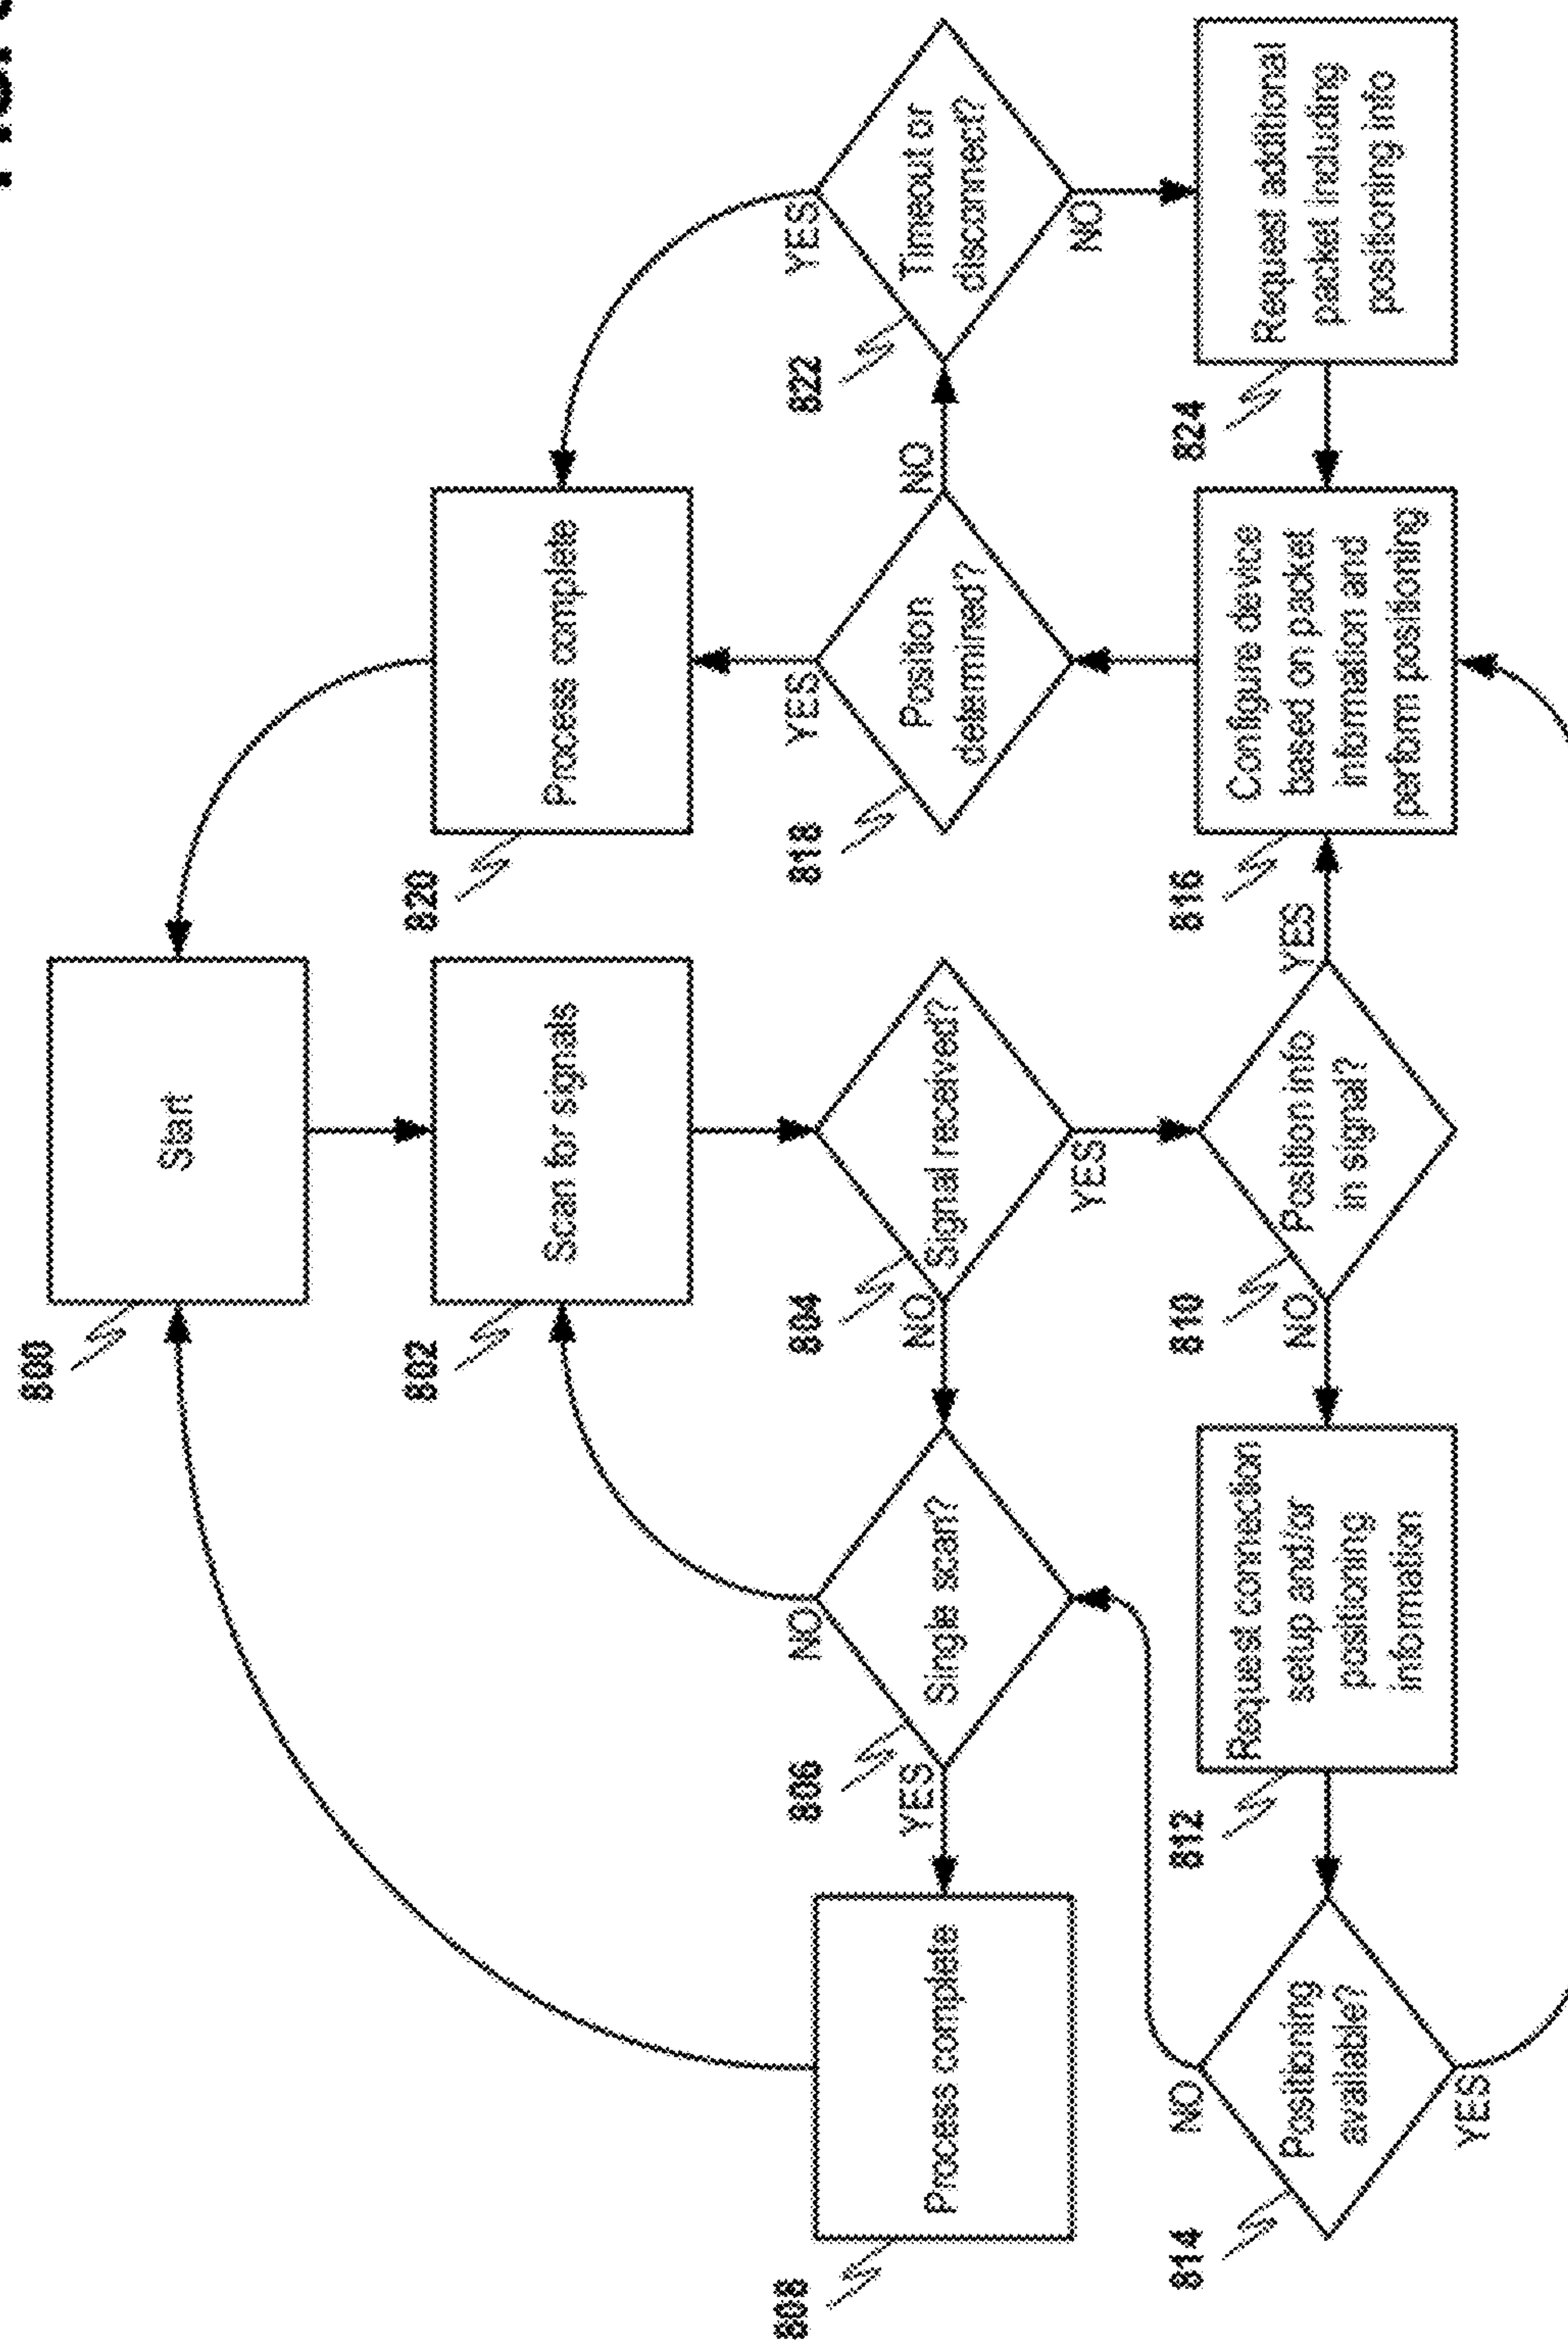 800
Start
802
Scan for signals
820
Process complete
808
Process complete
806
YES
Single scan?
NO
804
NO
Signal received?
YES
818
Position
determined?
YES
NO
822
Timeout or
disconnect?
YES
NO
814
Positioning
available?
NO
YES
812
Request connection
setup and/or
positioning
information
810
NO
Position info
in signal?
YES
816
Configure device
based on packet
information and
perform positioning
824
Request additional
packet including
positioning info